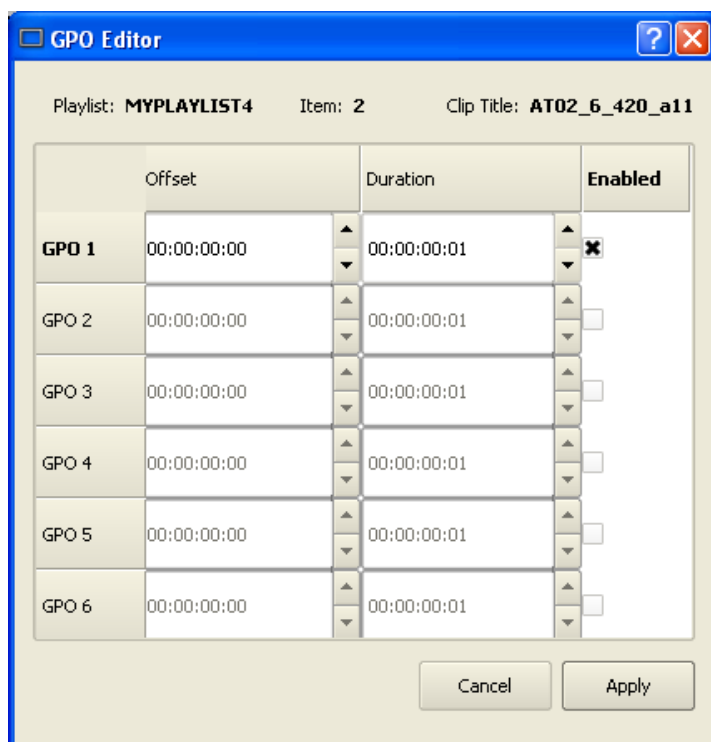 GPO Editor
Playlist: MYPLAYLIST4 Item: 2 Clip Title: AT02_6_420_a11
Offset Duration Enabled
GPO 1 00:00:00:00 00:00:00:01
GPO 2 00:00:00:00 00:00:00:01
GPO 3 00:00:00:00 00:00:00:01
GPO 4 00:00:00:00 00:00:00:01
GPO 5 00:00:00:00 00:00:00:01
GPO 6 00:00:00:00 00:00:00:01
Cancel Apply